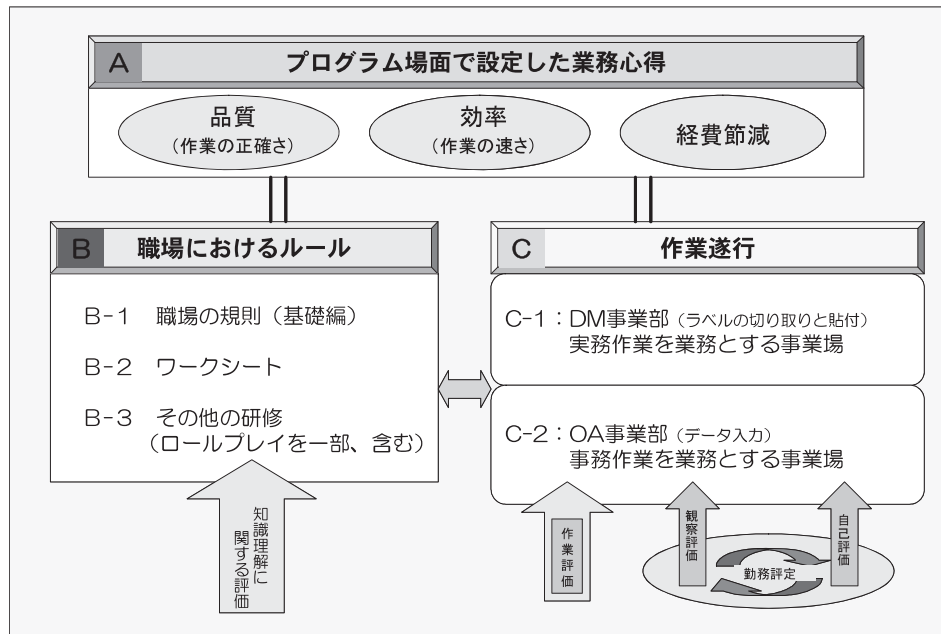 A プログラム場面で設定した業務心得
品質
(作業の正確さ)
効率
(作業の速さ)
経費節減
B 職場におけるルール
B-1 職場の規則(基礎編)
B-2 ワークシート
B-3 その他の研修
(ロールプレイを一部、含む)
C 作業遂行
C-1:DM事業部(ラベルの切り取りと貼付)
実務作業を業務とする事業場
C-2:OA事業部(データ入力)
事務作業を業務とする事業場
知識理解に
関する評価
作業評価
観察評価
自己評価
勤務評定